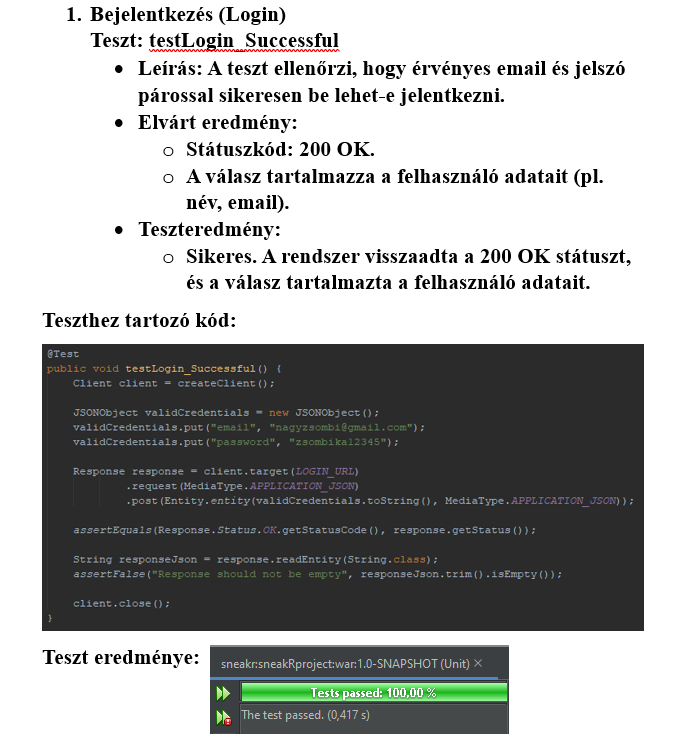 1. Bejelentkezés (Login)
Teszt: testLogin_Successful
• Leírás: A teszt ellenőrzi, hogy érvényes email és jelszó
párossal sikeresen be lehet-e jelentkezni.
• Elvárt eredmény:
o Státuszkód: 200 OK.
o A válasz tartalmazza a felhasználó adatait (pl.
név, email).
• Teszteredmény:
o Sikeres. A rendszer visszaadta a 200 OK státuszt,
és a válasz tartalmazta a felhasználó adatait.
Teszthez tartozó kód:
@Test
public void testLogin_Successful() {
Client client = createClient();
JSONObject validCredentials = new JSONObject();
validCredentials.put("email", "nagyzsombi@gmail.com");
validCredentials.put("password", "zsombika12345");
Response response = client.target(LOGIN_URL)
.request(MediaType.APPLICATION_JSON)
.post(Entity.entity(validCredentials.toString(), MediaType.APPLICATION_JSON));
assertEquals(Response.Status.OK.getStatusCode(), response.getStatus());
String responseJson = response.readEntity(String.class);
assertFalse("Response should not be empty", responseJson.trim().isEmpty());
client.close();
}
Teszt eredménye:
sneakr:sneakRproject:war:1.0-SNAPSHOT (Unit) ×
Tests passed: 100,00 %
The test passed. (0,417 s)